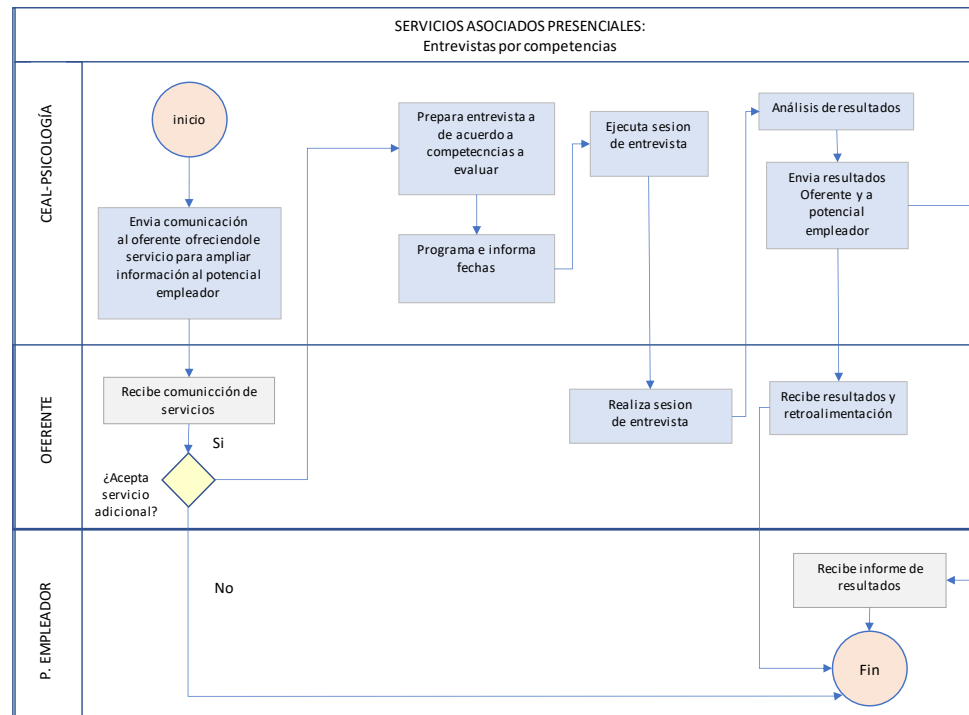 SERVICIOS ASOCIADOS PRESENCIALES:
Entrevistas por competencias
CEAL-PSICOLOGÍA
inicio
Envia comunicación
al oferente ofreciendole
servicio para ampliar
información al potencial
empleador
Prepara entrevista a
de acuerdo a
competecncias a
evaluar
Programa e informa
fechas
Ejecuta sesion
de entrevista
Análisis de resultados
Envia resultados
Oferente y a
potencial
empleador
OFERENTE
Recibe comunicción de
servicios
Si
¿Acepta
servicio
adicional?
Realiza sesion
de entrevista
Recibe resultados y
retroalimentación
P. EMPLEADOR
No
Recibe informe de
resultados
Fin